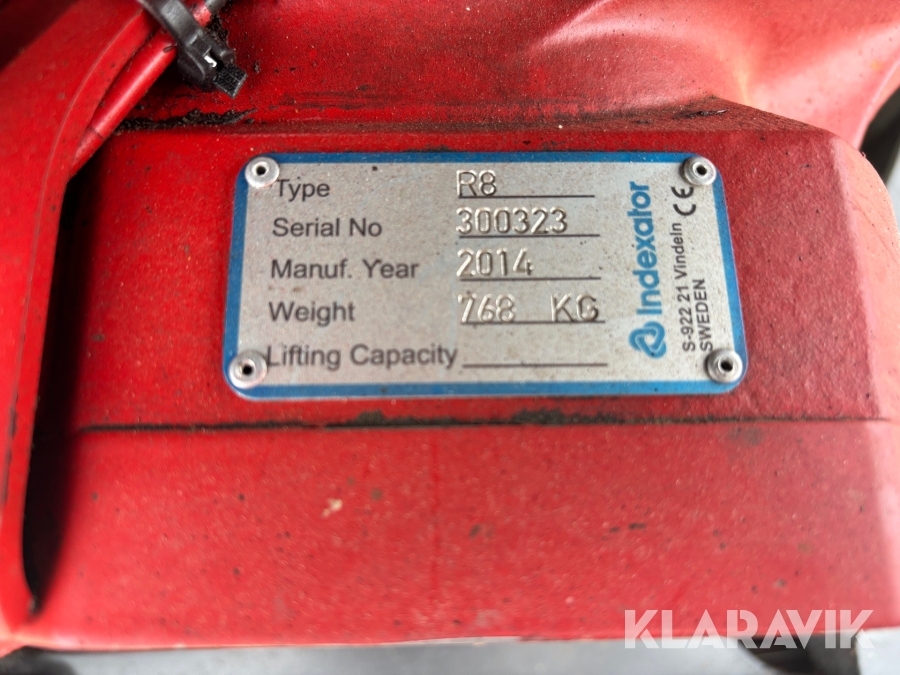 Type R8
Serial No 300323
Manuf. Year 2014
Weight 768 KG
Lifting Capacity
Indexator
S-922 21 Vindeln
SWEDEN
CE
KLARAVIK